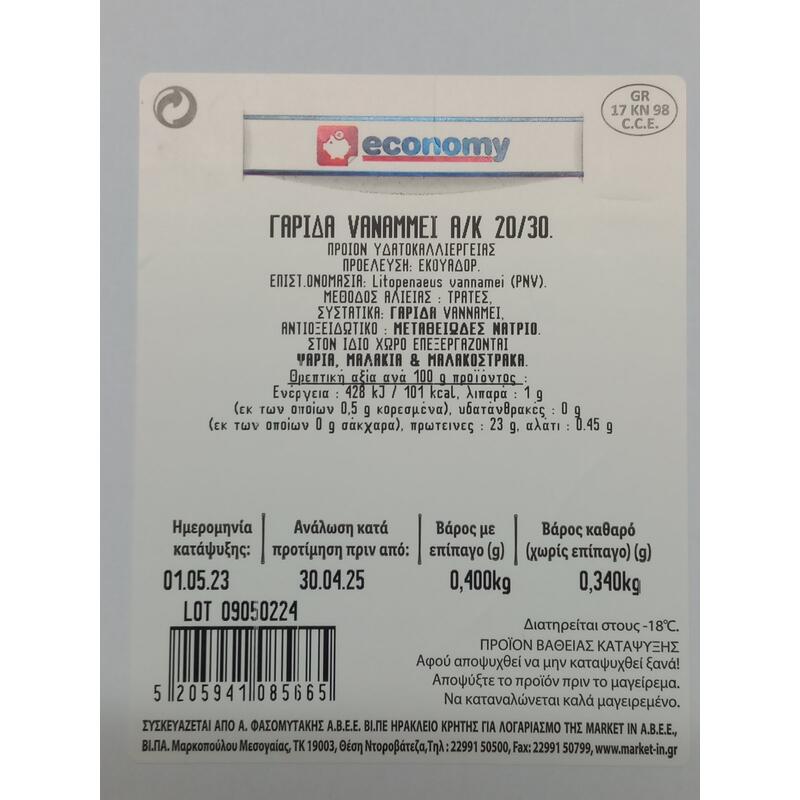 GR
17 KN 98
C.C.E.
economy
ΓΑΡΙΔΑ VANAMMEI Α/Κ 20/30.
ΠΡΟΙΟΝ ΥΔΑΤΟΚΑΛΛΙΕΡΓΕΙΑΣ
ΠΡΟΕΛΕΥΣΗ: ΕΚΟΥΑΔΟΡ.
ΕΠΙΣΤ.ΟΝΟΜΑΣΙΑ: Litopenaeus vannamei (PNV).
ΜΕΘΟΔΟΣ ΑΛΙΕΙΑΣ : ΤΡΑΤΕΣ,
ΣΥΣΤΑΤΙΚΑ: ΓΑΡΙΔΑ VANNAMEI,
ΑΝΤΙΟΞΕΙΔΩΤΙΚΟ : ΜΕΤΑΘΕΙΩΔΕΣ ΝΑΤΡΙΟ.
ΣΤΟΝ ΙΔΙΟ ΧΩΡΟ ΕΠΕΞΕΡΓΑΖΟΝΤΑΙ
ΨΑΡΙΑ, ΜΑΛΑΚΙΑ & ΜΑΛΑΚΟΣΤΡΑΚΑ.
Θρεπτική αξία ανά 100 g προϊόντος :
Ενέργεια : 428 kJ / 101 kcal, λιπαρά : 1 g
(εκ των οποίων 0,5 g κορεσμένα), υδατάνθρακες : 0 g
(εκ των οποίων 0 g σάκχαρα), πρωτεινες : 23 g, αλάτι : 0.45 g
Ημερομηνία Ανάλωση κατά Βάρος με Βάρος καθαρό
κατάψυξης: προτίμηση πριν από: επίπαγο (g) (χωρίς επίπαγο) (g)
01.05.23 30.04.25 0,400kg 0,340kg
LOT 09050224
Διατηρείται στους -18°C.
ΠΡΟΪΟΝ ΒΑΘΕΙΑΣ ΚΑΤΑΨΥΞΗΣ
Αφού αποψυχθεί να μην καταψυχθεί ξανά!
Αποψύξτε το προϊόν πριν το μαγείρεμα.
Να καταναλώνεται καλά μαγειρεμένο.
5 205941 085665
ΣΥΣΚΕΥΑΖΕΤΑΙ ΑΠΟ Α. ΦΑΣΟΜΥΤΑΚΗΣ Α.Β.Ε.Ε. ΒΙ.ΠΕ ΗΡΑΚΛΕΙΟ ΚΡΗΤΗΣ ΓΙΑ ΛΟΓΑΡΙΑΣΜΟ ΤΗΣ MARKET IN Α.Β.Ε.Ε.,
ΒΙ.ΠΑ. Μαρκοπούλου Μεσογαίας, ΤΚ 19003, Θέση Ντοροβάτεζα,Τηλ : 22991 50500, Fax: 22991 50799, www.market-in.gr